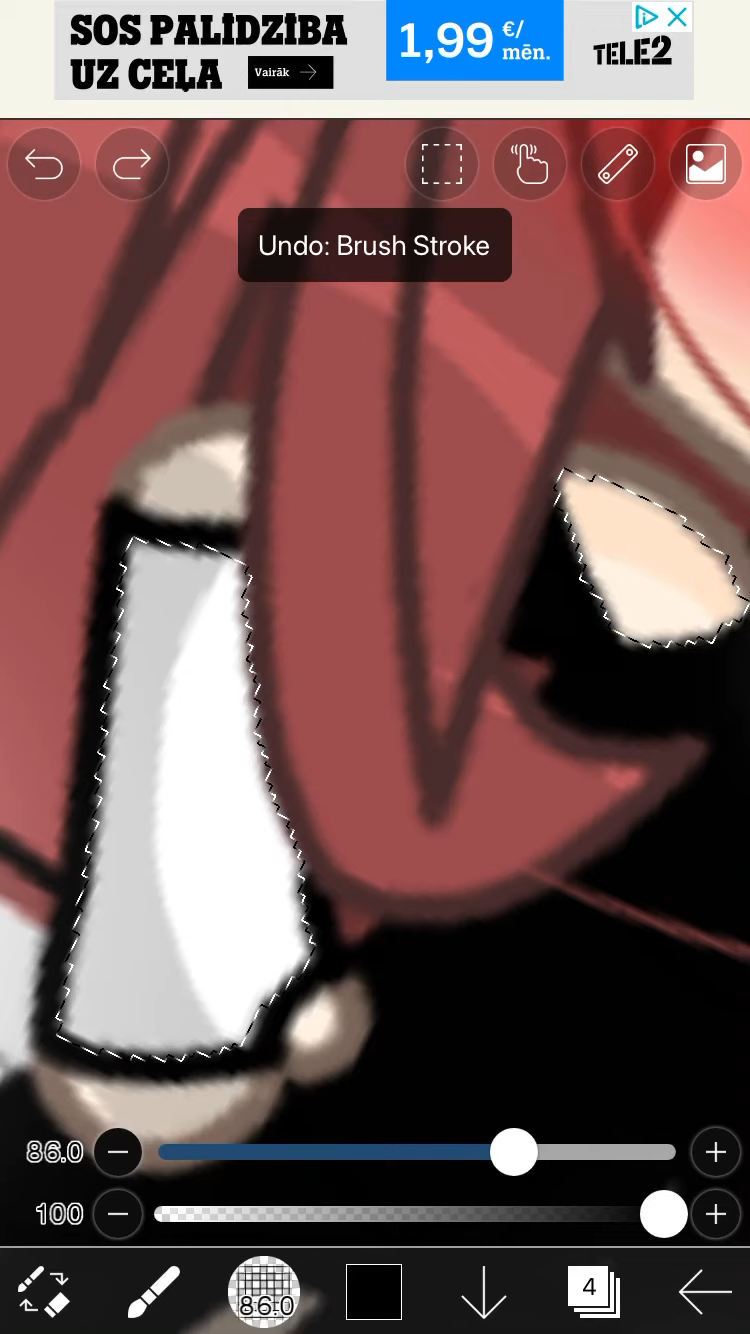 SOS PALĪDZĪBA
UZ CEĻA
Vairāk
1,99 €/
mēn.
TELE2
Undo: Brush Stroke
86.0
100
86.0
4